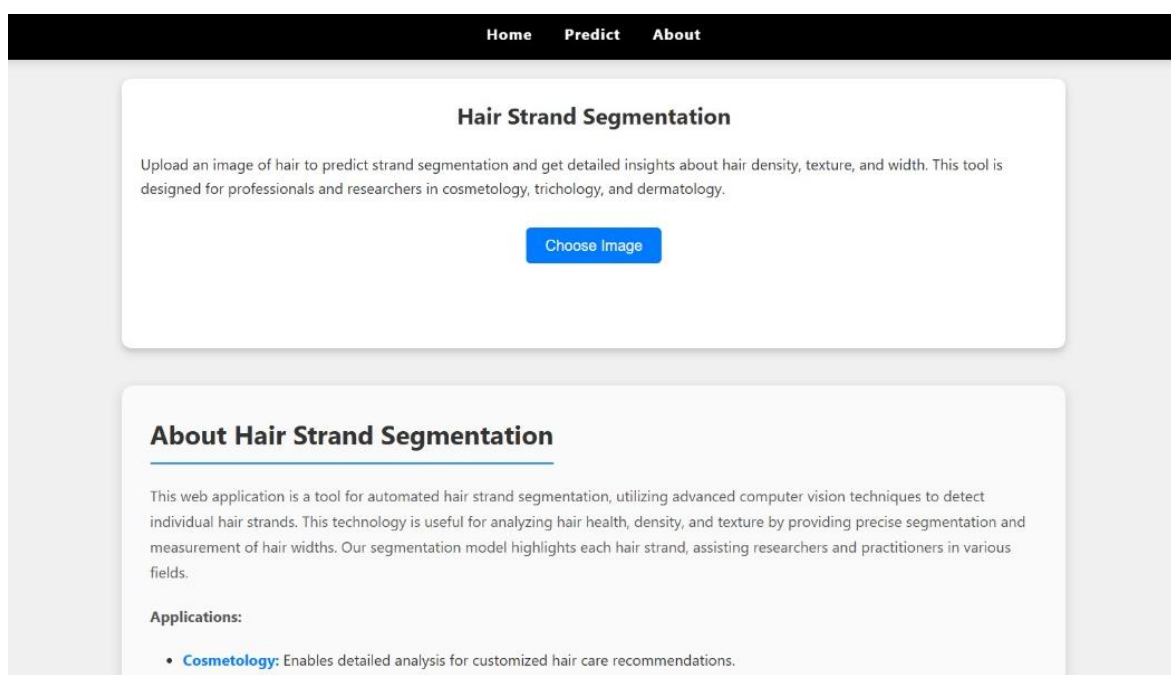 Home Predict About
Hair Strand Segmentation
Upload an image of hair to predict strand segmentation and get detailed insights about hair density, texture, and width. This tool is
designed for professionals and researchers in cosmetology, trichology, and dermatology.
Choose Image
About Hair Strand Segmentation
This web application is a tool for automated hair strand segmentation, utilizing advanced computer vision techniques to detect
individual hair strands. This technology is useful for analyzing hair health, density, and texture by providing precise segmentation and
measurement of hair widths. Our segmentation model highlights each hair strand, assisting researchers and practitioners in various
fields.
Applications:
• Cosmetology: Enables detailed analysis for customized hair care recommendations.